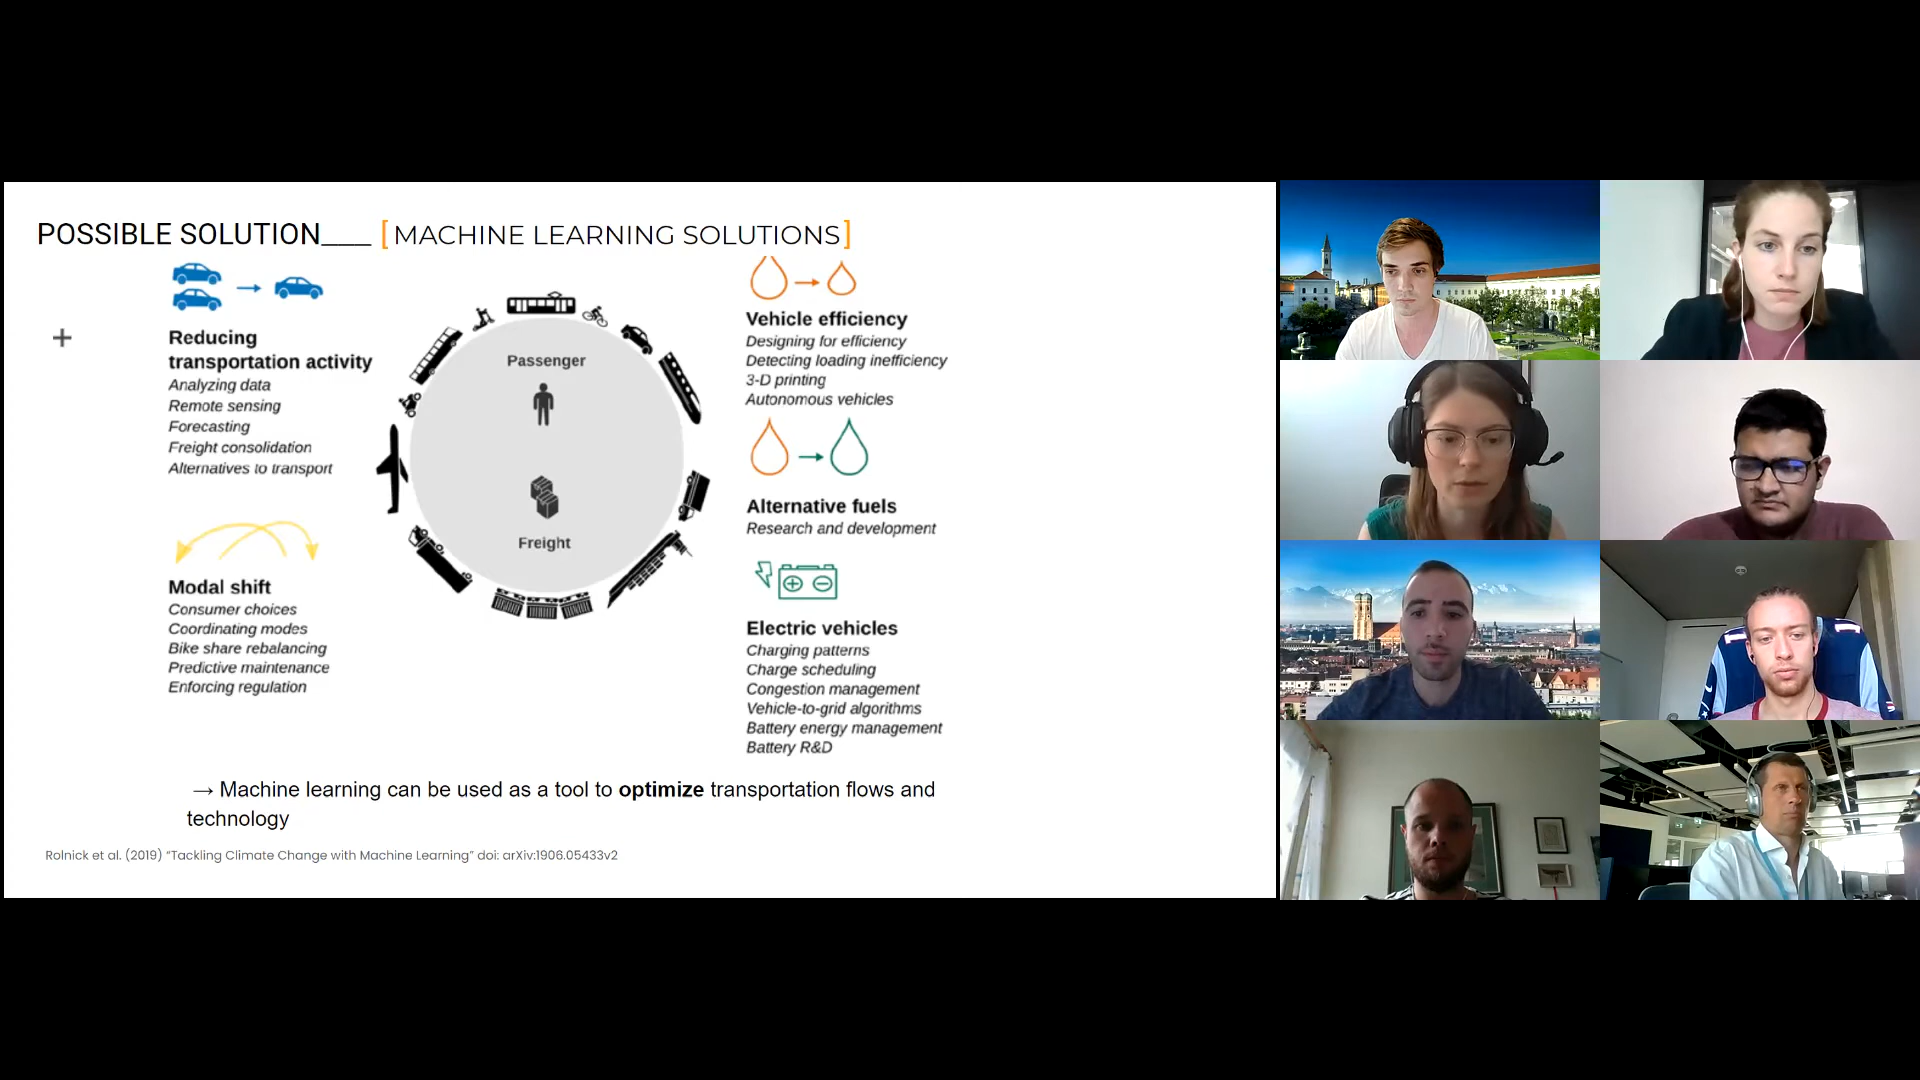 POSSIBLE SOLUTION___ [MACHINE LEARNING SOLUTIONS]
Reducing
transportation activity
Analyzing data
Remote sensing
Forecasting
Freight consolidation
Alternatives to transport
Modal shift
Consumer choices
Coordinating modes
Bike share rebalancing
Predictive maintenance
Enforcing regulation
Passenger
Freight
Vehicle efficiency
Designing for efficiency
Detecting loading inefficiency
3-D printing
Autonomous vehicles
Alternative fuels
Research and development
Electric vehicles
Charging patterns
Charge scheduling
Congestion management
Vehicle-to-grid algorithms
Battery energy management
Battery R&D
→ Machine learning can be used as a tool to optimize transportation flows and
technology
Rolnick et al. (2019) “Tackling Climate Change with Machine Learning” doi: arXiv:1906.05433v2